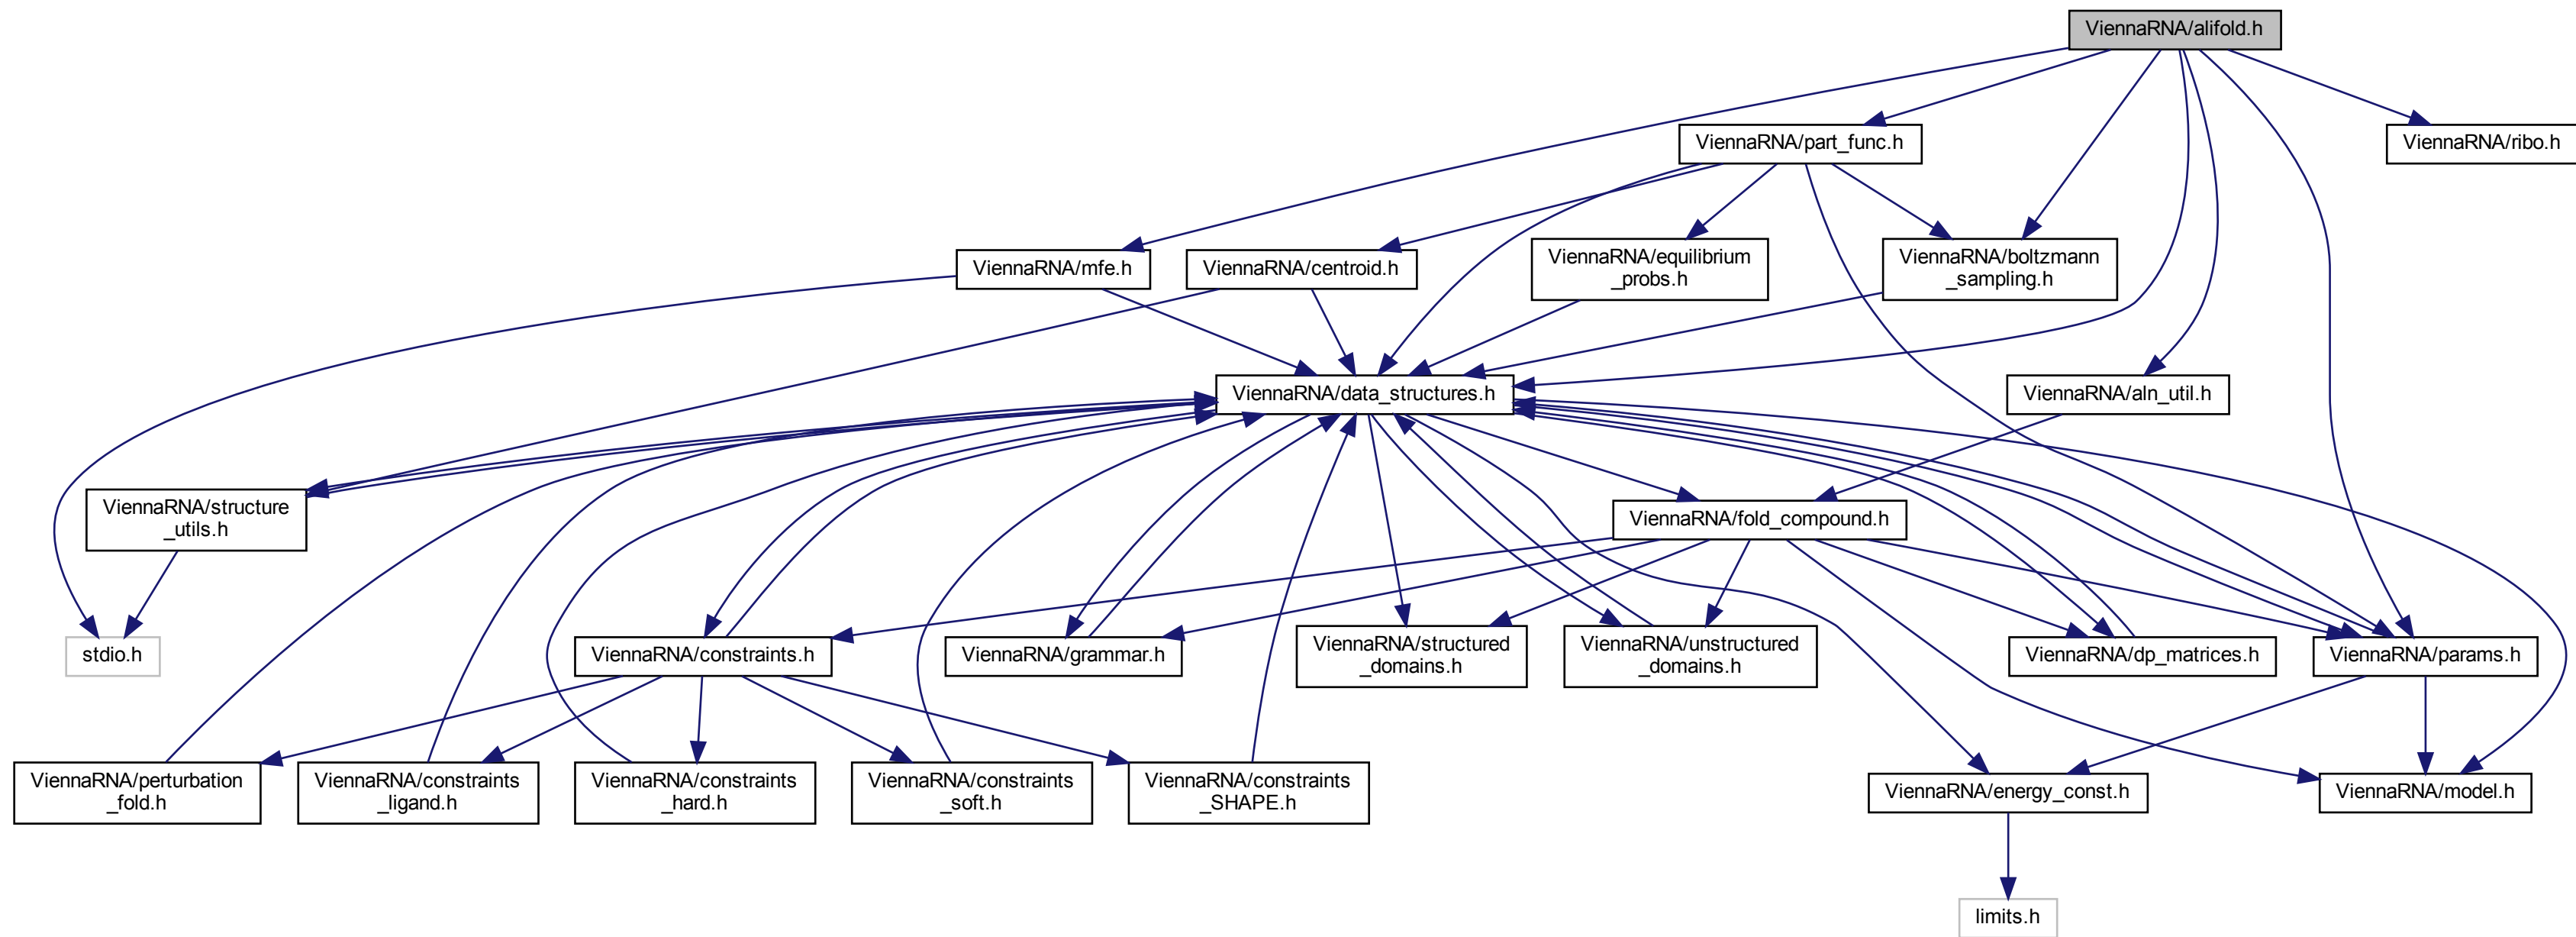 ViennaRNA/alifold.h
ViennaRNA/part_func.h
ViennaRNA/ribo.h
ViennaRNA/mfe.h
ViennaRNA/centroid.h
ViennaRNA/equilibrium
_probs.h
ViennaRNA/boltzmann
_sampling.h
ViennaRNA/data_structures.h
ViennaRNA/aln_util.h
ViennaRNA/structure
_utils.h
ViennaRNA/fold_compound.h
stdio.h
ViennaRNA/constraints.h
ViennaRNA/grammar.h
ViennaRNA/structured
_domains.h
ViennaRNA/unstructured
_domains.h
ViennaRNA/dp_matrices.h
ViennaRNA/params.h
ViennaRNA/perturbation
_fold.h
ViennaRNA/constraints
_ligand.h
ViennaRNA/constraints
_hard.h
ViennaRNA/constraints
_soft.h
ViennaRNA/constraints
_SHAPE.h
ViennaRNA/energy_const.h
ViennaRNA/model.h
limits.h